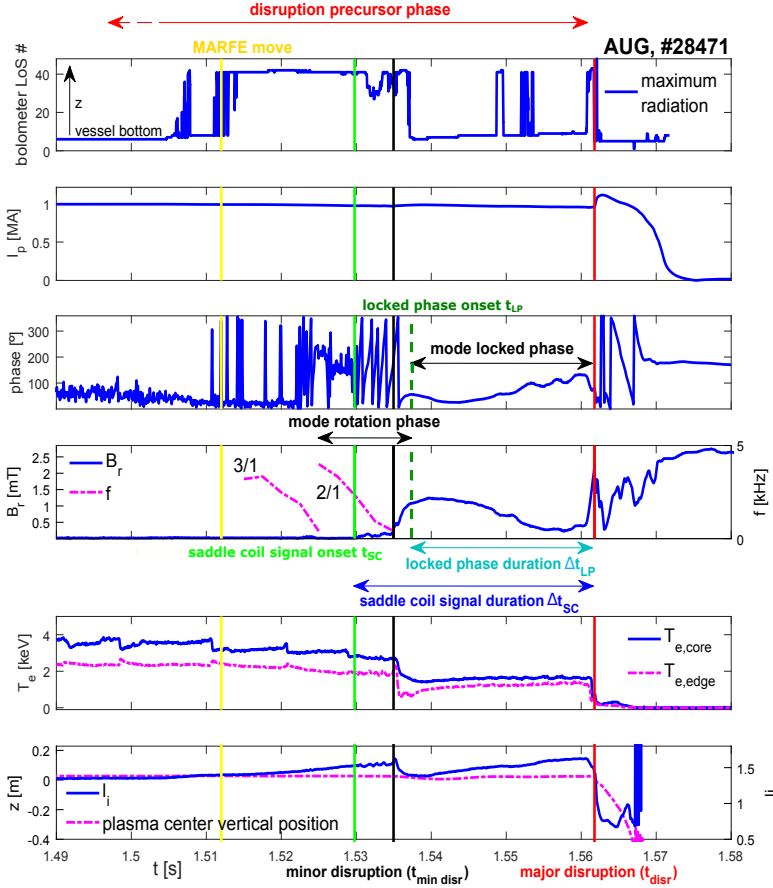 disruption precursor phase
MARFE move
AUG, #28471
bolometer LoS #
40
20
0
z
vessel bottom
maximum
radiation
I_p [MA]
1
0.5
0
locked phase onset t_LP
phase [º]
300
200
100
mode locked phase
mode rotation phase
B_r [mT]
2.5
2
1.5
1
0.5
B_r
f
3/1
2/1
5
0
f [kHz]
saddle coil signal onset t_SC
locked phase duration Δt_LP
saddle coil signal duration Δt_SC
T_e [keV]
4
2
0
T_e,core
T_e,edge
z [m]
0.2
0
-0.2
-0.4
l_i
plasma center vertical position
1.5
1
0.5
li
1.49
1.5
1.51
1.52
1.53
1.54
1.55
1.56
1.57
1.58
t [s]
minor disruption (t_min disr)
major disruption (t_disr)